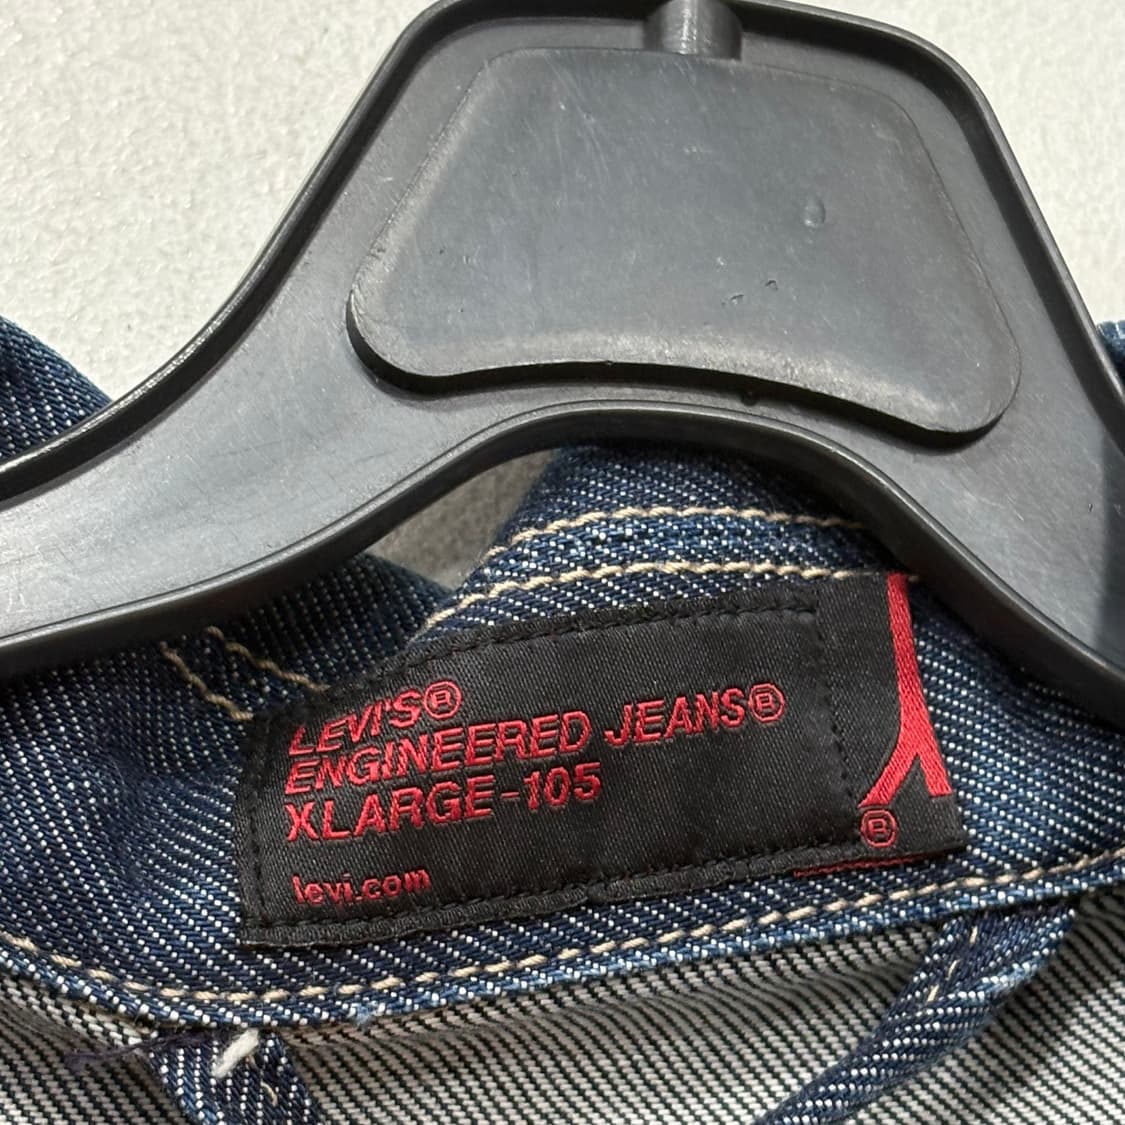 LEVI'S®
ENGINEERED JEANS®
XLARGE-105
levi.com
®